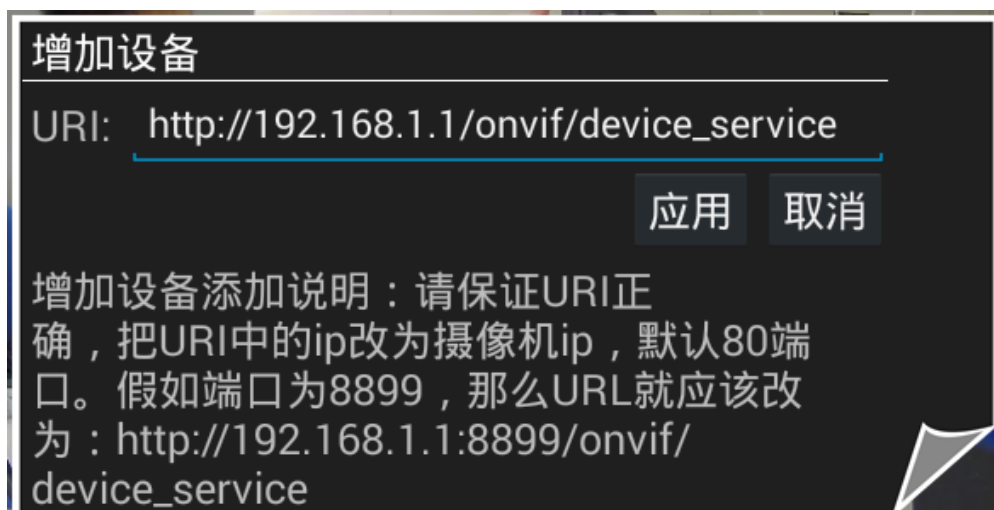 增加设备
URI: http://192.168.1.1/onvif/device_service
应用 取消
增加设备添加说明：请保证URI正
确，把URI中的ip改为摄像机ip，默认80端
口。假如端口为8899，那么URL就应该改
为：http://192.168.1.1:8899/onvif/
device_service